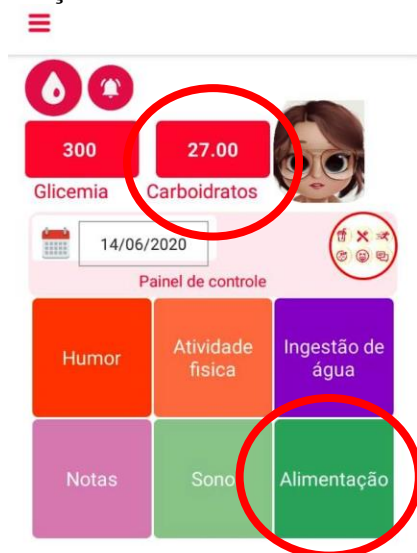 300 27.00
Glicemia Carboidratos
14/06/2020
Painel de controle
Humor Atividade fisica Ingestão de água
Notas Sono Alimentação